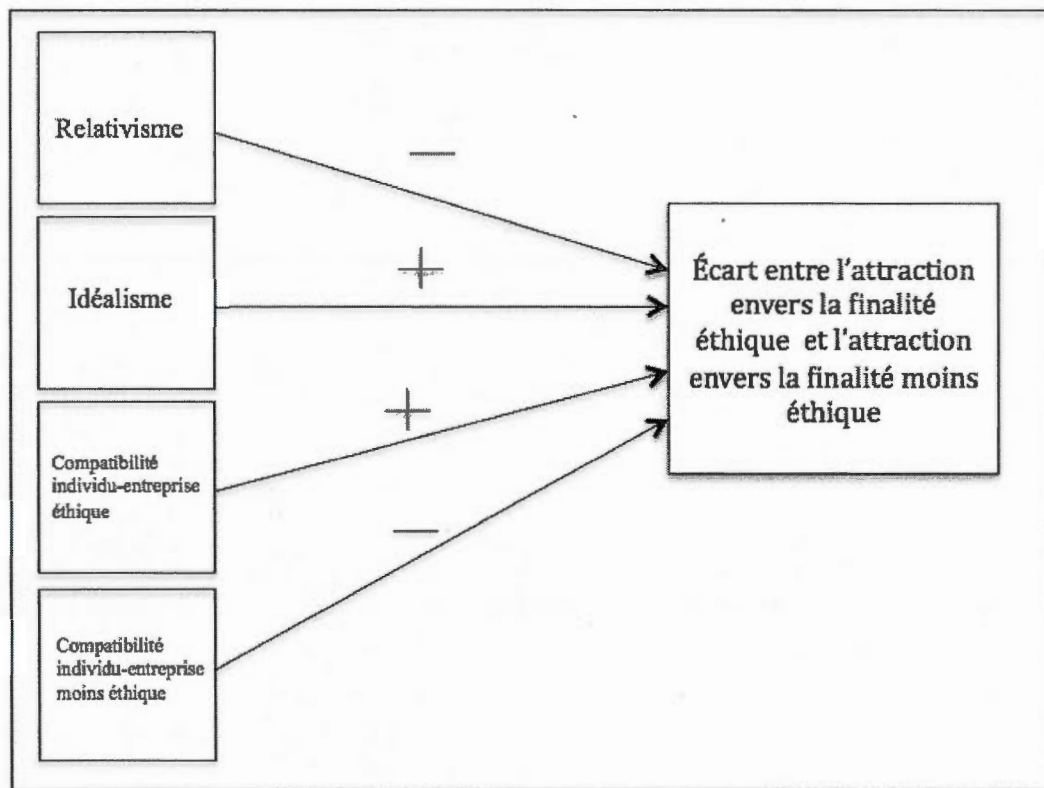 Relativisme
−
Idéalisme
+
Compatibilité
individu-entreprise
éthique
+
Compatibilité
individu-entreprise
moins éthique
−
Écart entre l'attraction
envers la finalité
éthique et l'attraction
envers la finalité moins
éthique